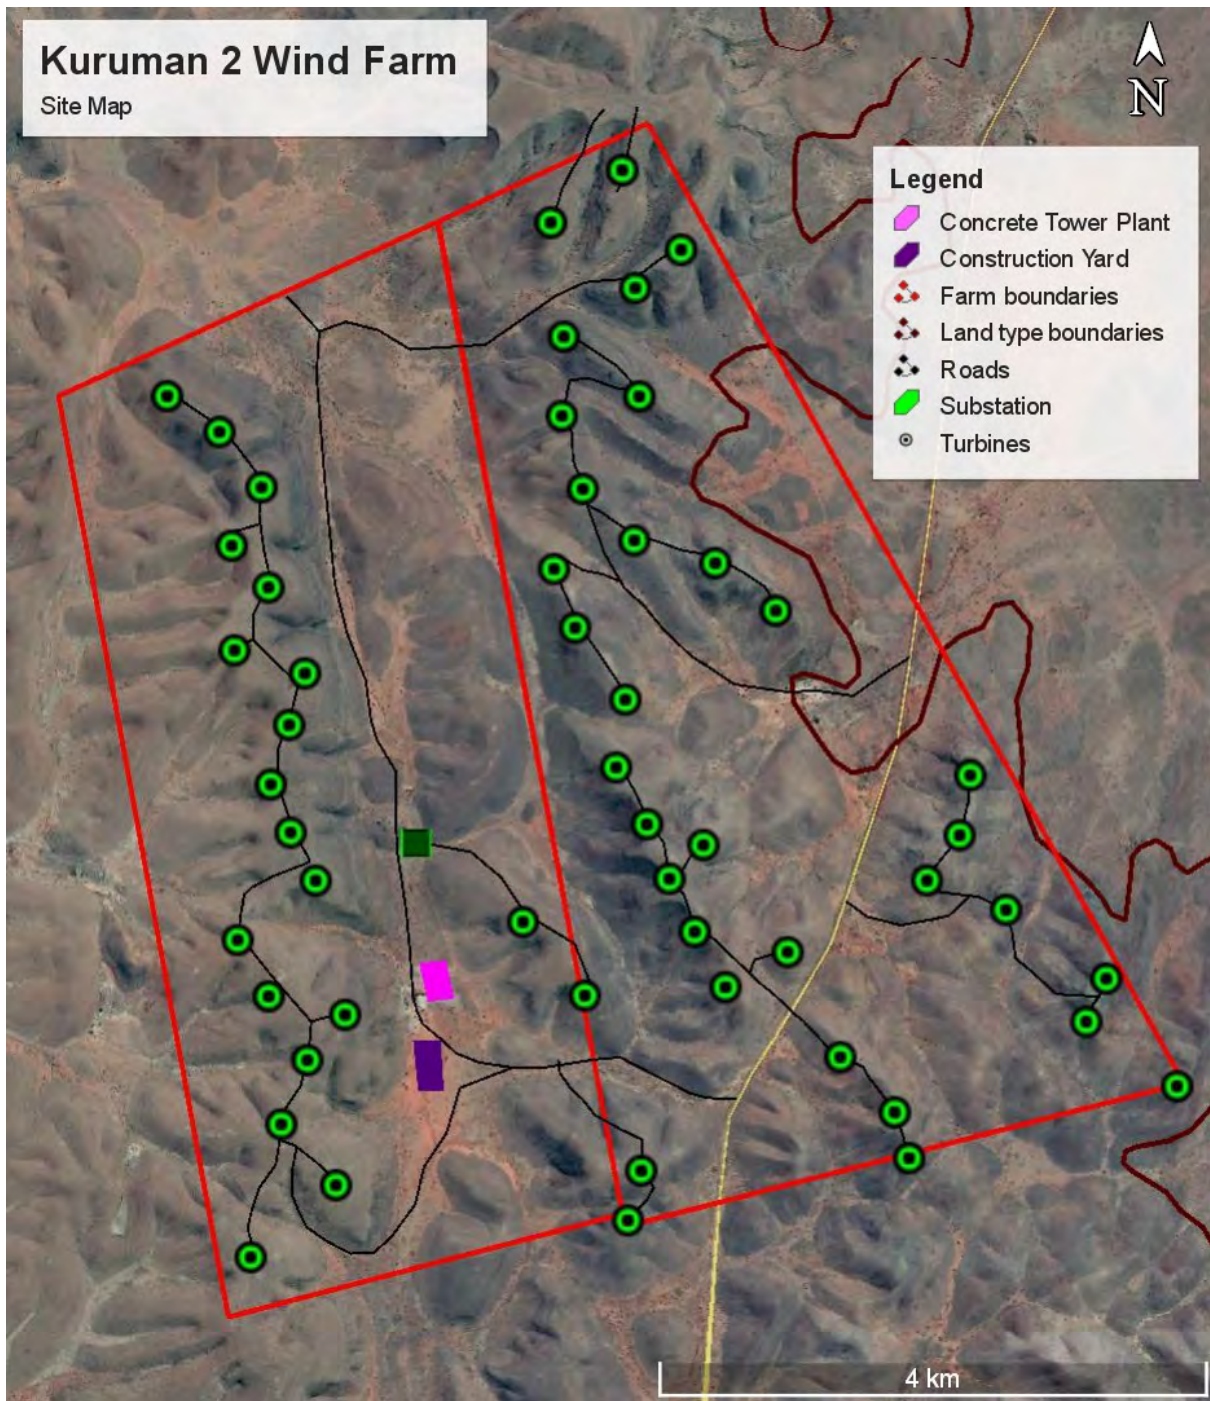 Kuruman 2 Wind Farm
Site Map
N
Legend
Concrete Tower Plant
Construction Yard
Farm boundaries
Land type boundaries
Roads
Substation
Turbines
4 km